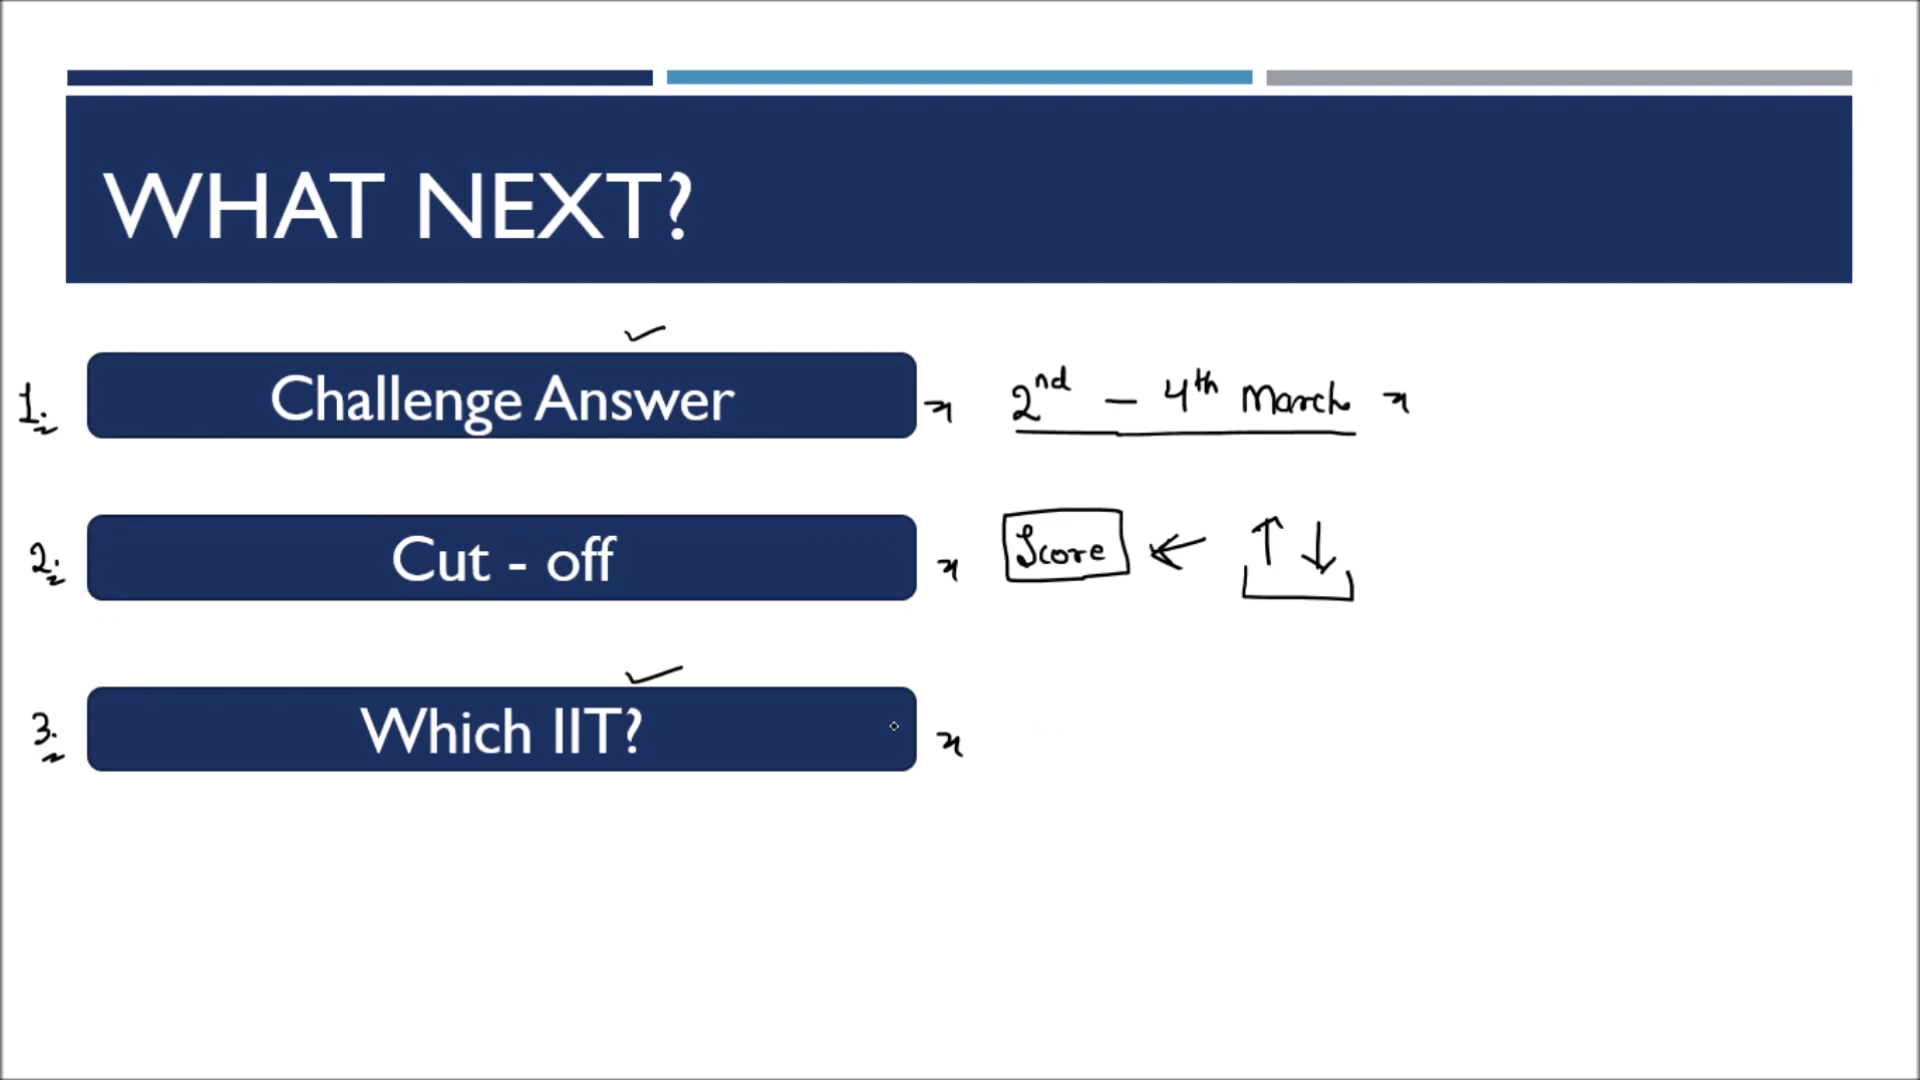 WHAT NEXT?
1. Challenge Answer 2nd - 4th March
2. Cut - off Score ← ↑ ↓
3. Which IIT?